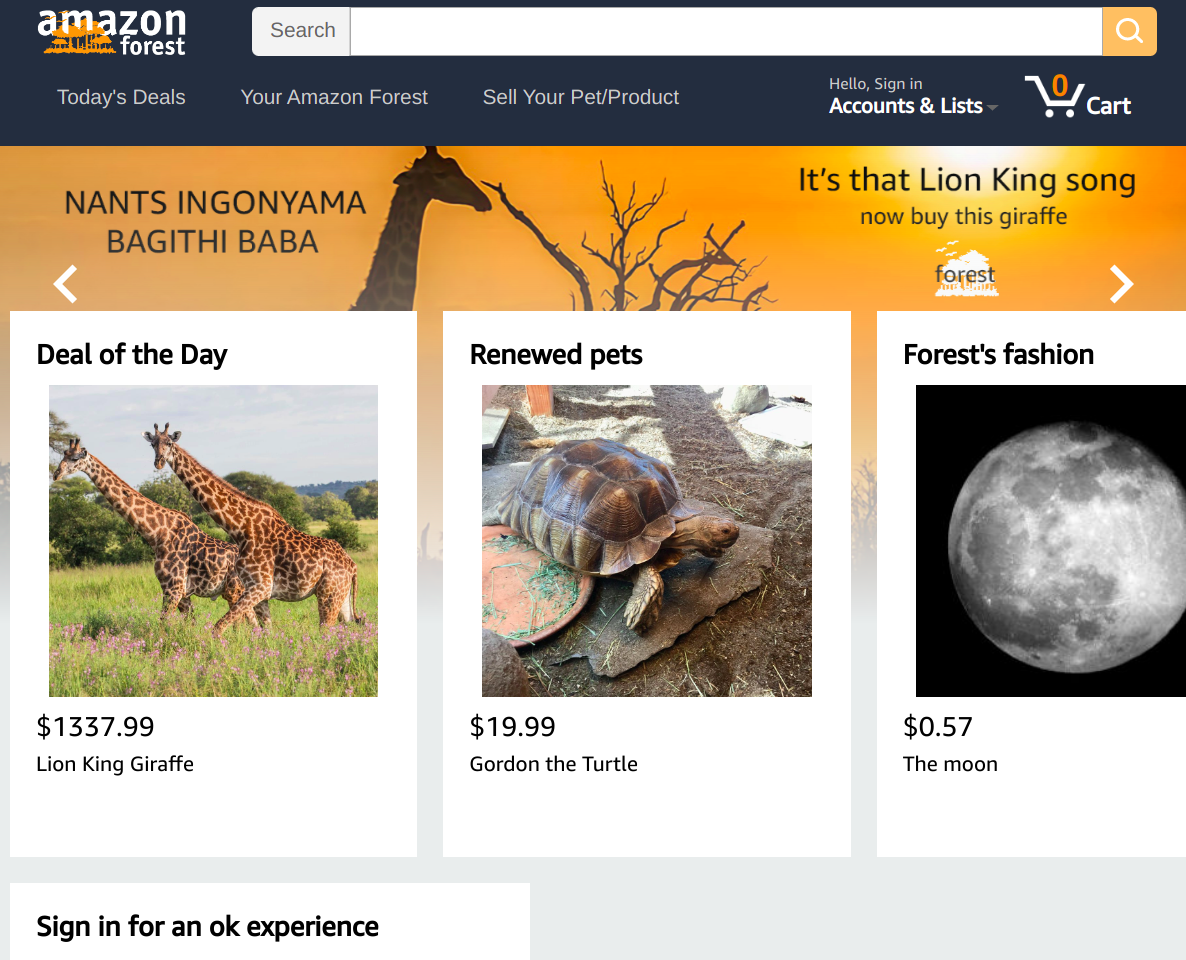 amazon
forest
Search
Today's Deals
Your Amazon Forest
Sell Your Pet/Product
Hello, Sign in
Accounts & Lists
0
Cart
NANTS INGONYAMA
BAGITHI BABA
It's that Lion King song
now buy this giraffe
forest
Deal of the Day
$1337.99
Lion King Giraffe
Renewed pets
$19.99
Gordon the Turtle
Forest's fashion
$0.57
The moon
Sign in for an ok experience